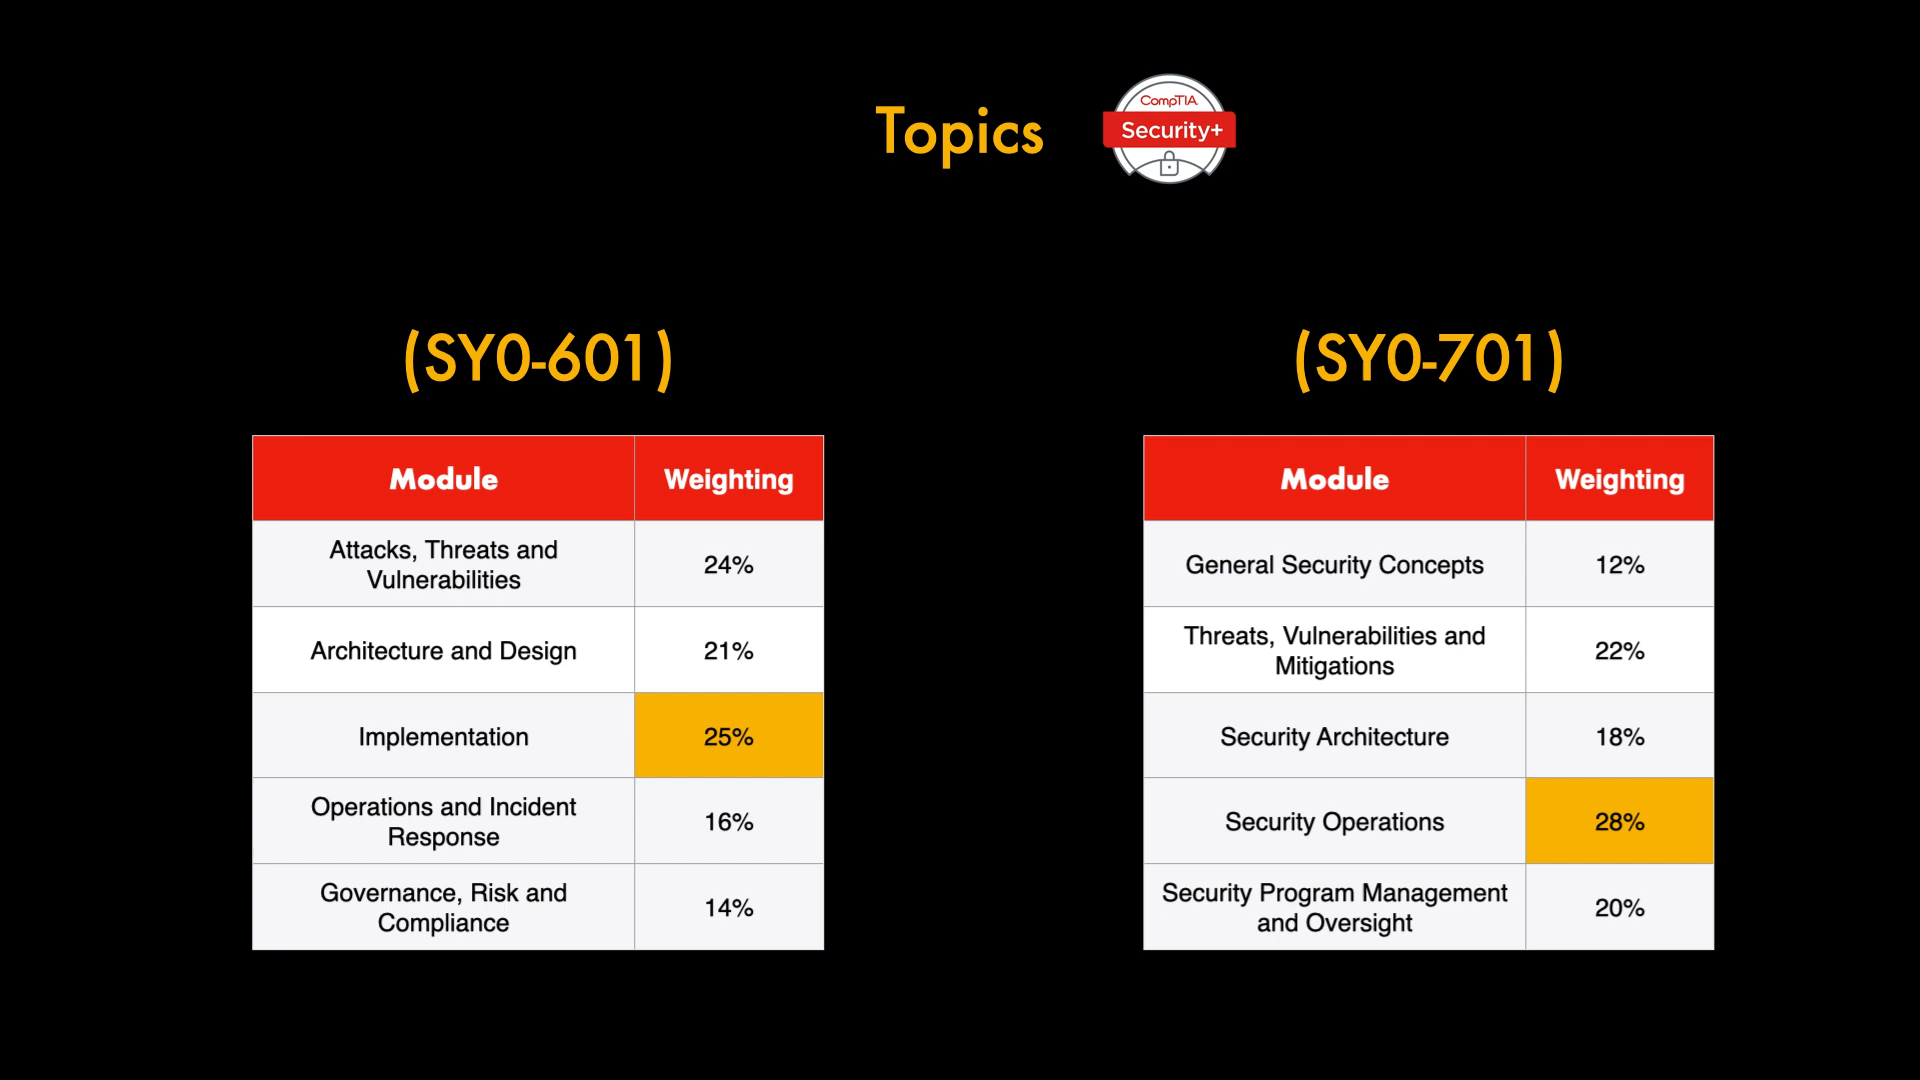 Topics
CompTIA
Security+
(SY0-601)
Module Weighting
Attacks, Threats and
Vulnerabilities
24%
Architecture and Design 21%
Implementation 25%
Operations and Incident
Response
16%
Governance, Risk and
Compliance
14%
(SY0-701)
Module Weighting
General Security Concepts 12%
Threats, Vulnerabilities and
Mitigations
22%
Security Architecture 18%
Security Operations 28%
Security Program Management
and Oversight
20%